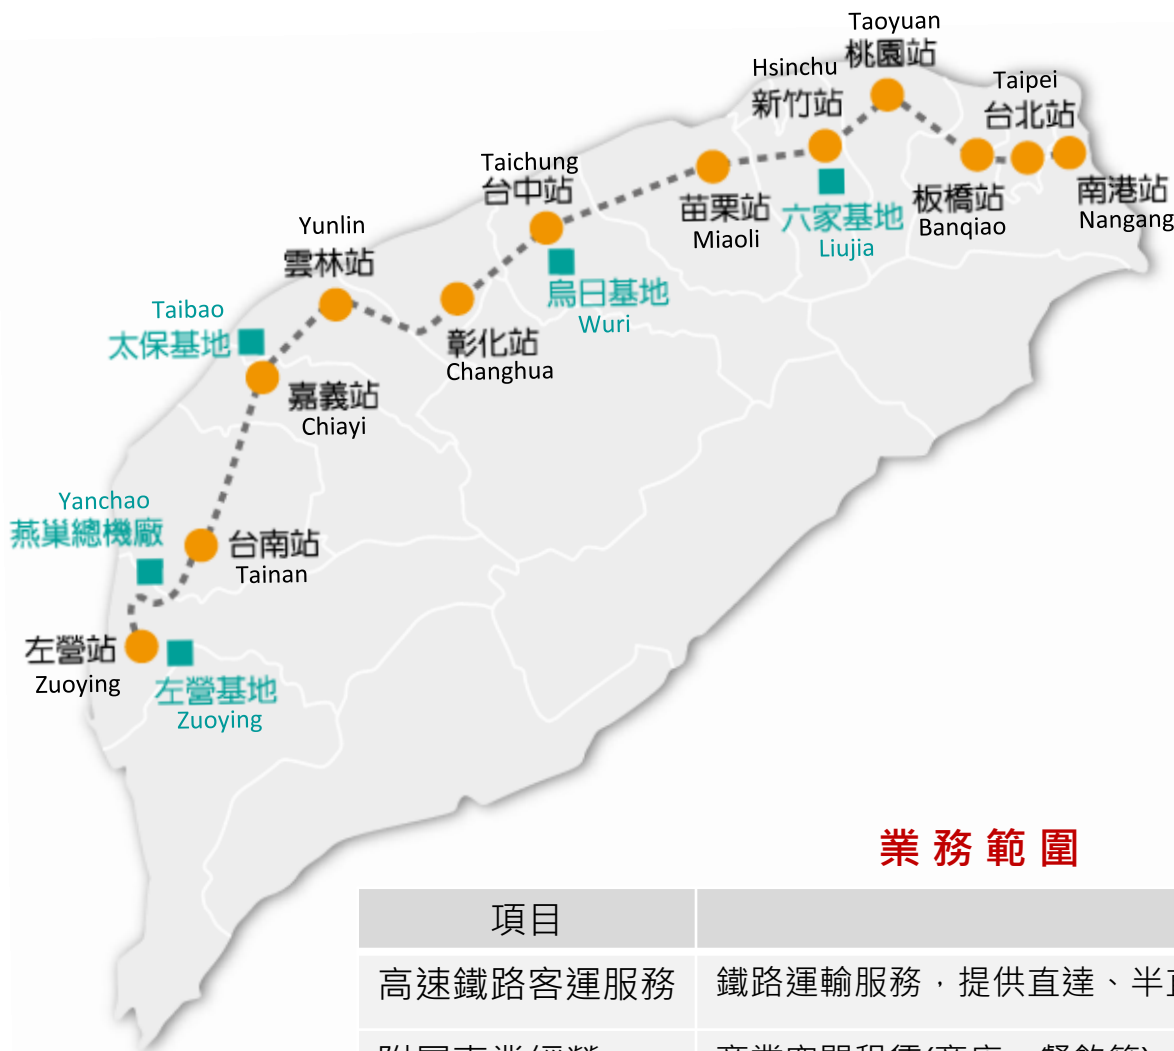 Taoyuan
桃園站
Hsinchu
新竹站
Taipei
台北站
Taichung
台中站
苗栗站
Miaoli
六家基地
Liujia
板橋站
Banqiao
南港站
Nangang
Yunlin
雲林站
烏日基地
Wuri
Taibao
太保基地
彰化站
Changhua
嘉義站
Chiayi
Yanchao
燕巢總機廠
台南站
Tainan
左營站
Zuoying
左營基地
Zuoying
業務範圍
項目
高速鐵路客運服務
鐵路運輸服務，提供直達、半